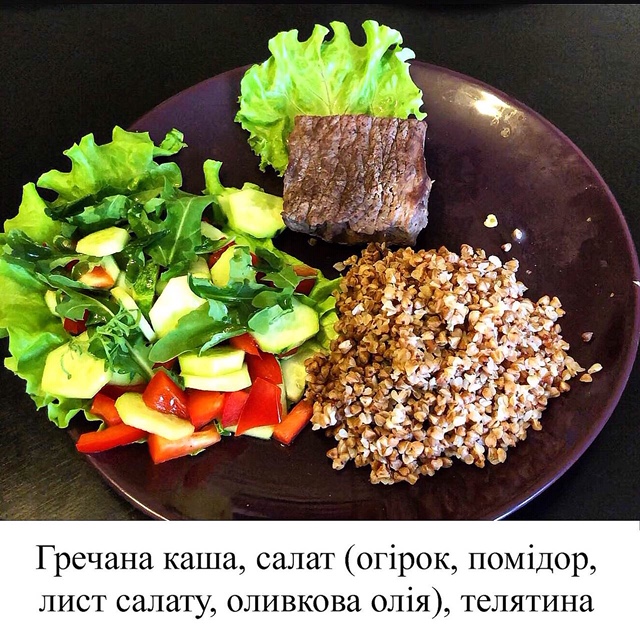 Гречана каша, салат (огірок, помідор,
лист салату, оливкова олія), телятина